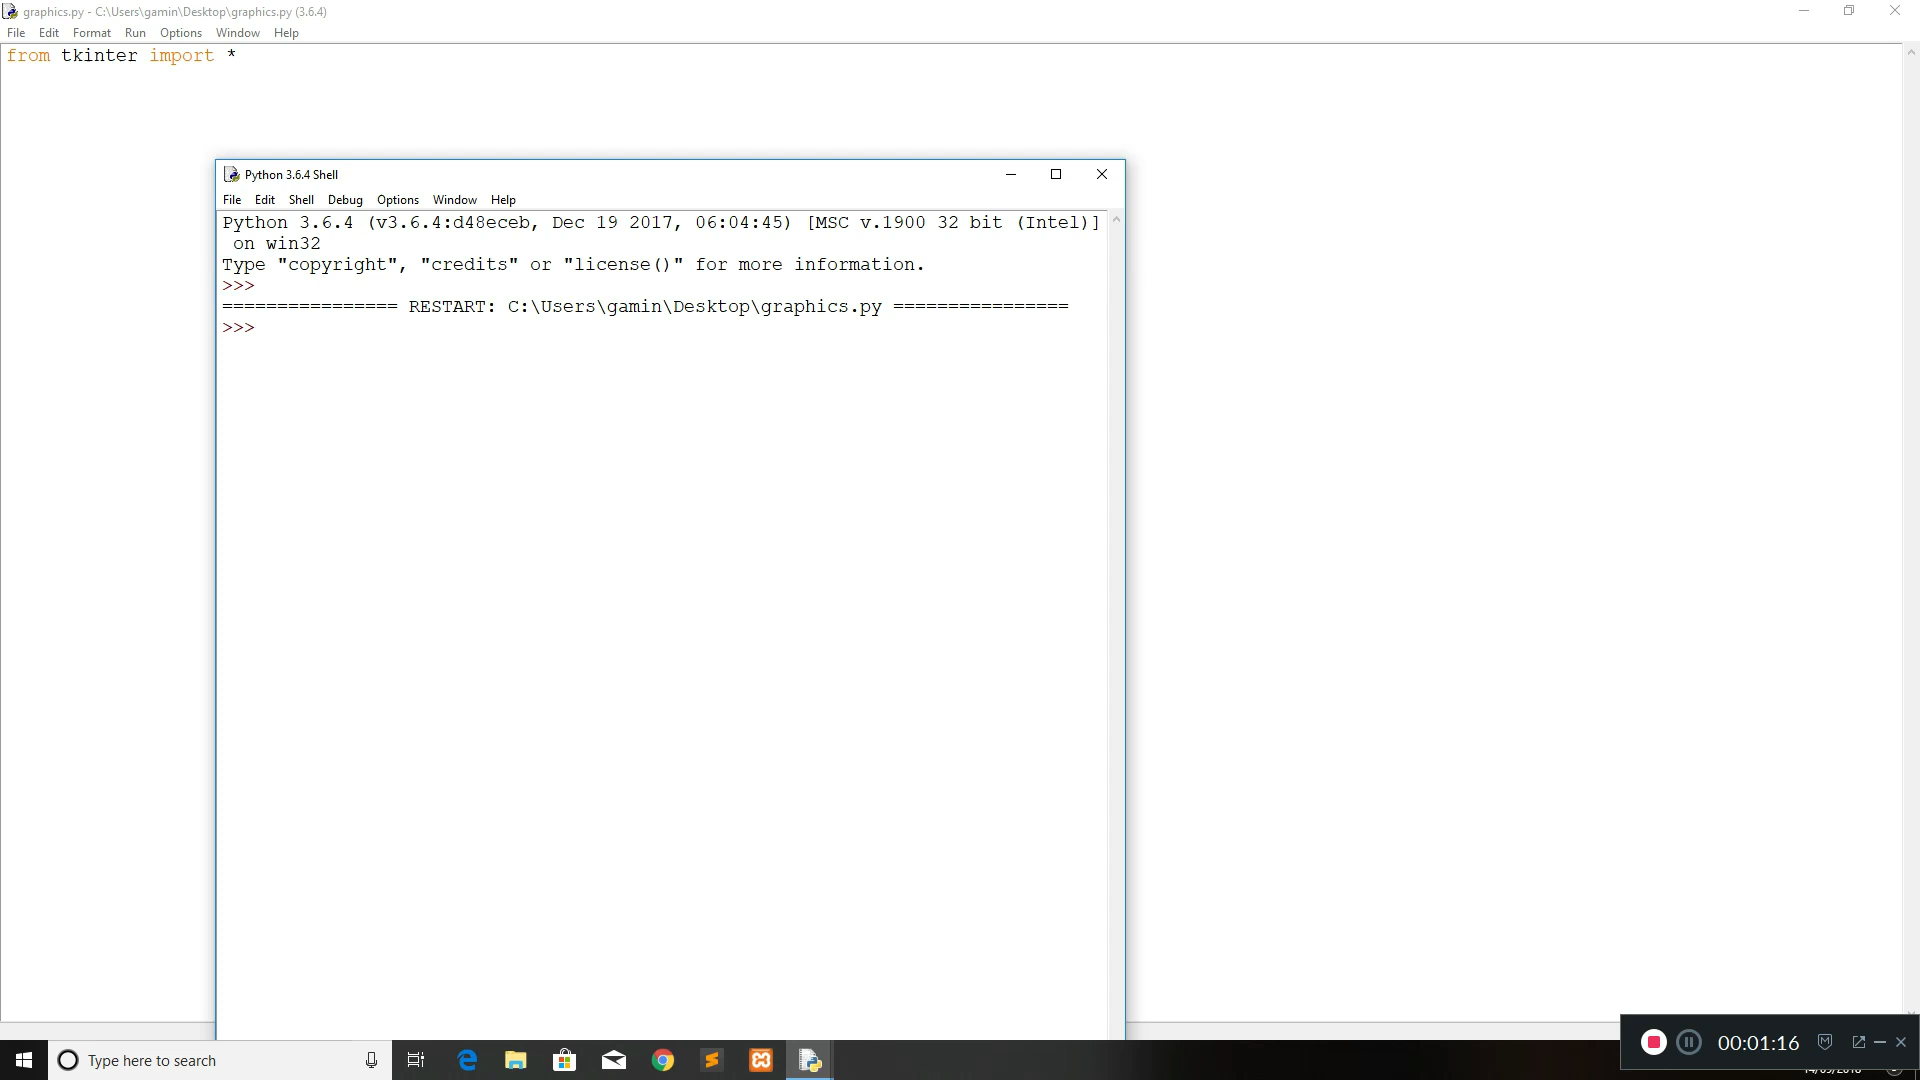 graphics.py - C:\Users\gamin\Desktop\graphics.py (3.6.4)
File Edit Format Run Options Window Help
from tkinter import *
Python 3.6.4 Shell
File Edit Shell Debug Options Window Help
Python 3.6.4 (v3.6.4:d48eceb, Dec 19 2017, 06:04:45) [MSC v.1900 32 bit (Intel)]
on win32
Type "copyright", "credits" or "license()" for more information.
>>>
================ RESTART: C:\Users\gamin\Desktop\graphics.py ================
>>>
00:01:16
Type here to search